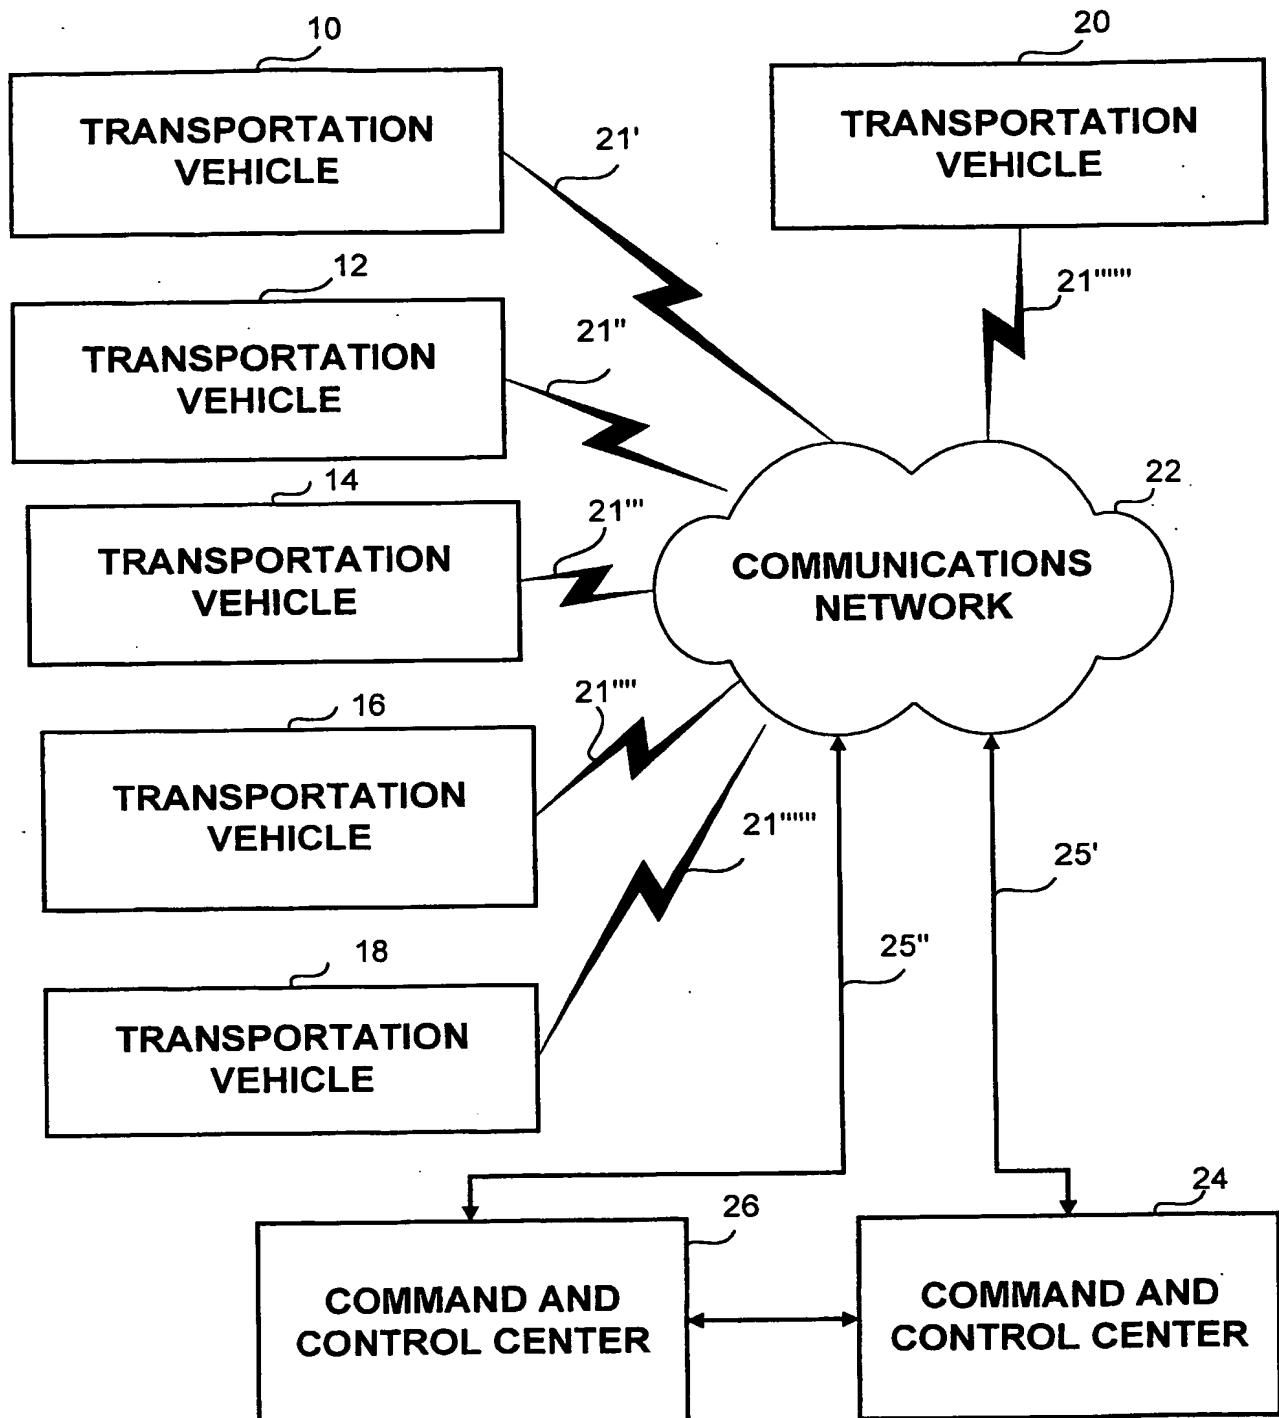 10
TRANSPORTATION
VEHICLE
20
TRANSPORTATION
VEHICLE
21'
12
TRANSPORTATION
VEHICLE
21''
21''''''
14
TRANSPORTATION
VEHICLE
21'''
22
COMMUNICATIONS
NETWORK
16
TRANSPORTATION
VEHICLE
21''''
21'''''
18
TRANSPORTATION
VEHICLE
25'
25''
26
COMMAND AND
CONTROL CENTER
24
COMMAND AND
CONTROL CENTER